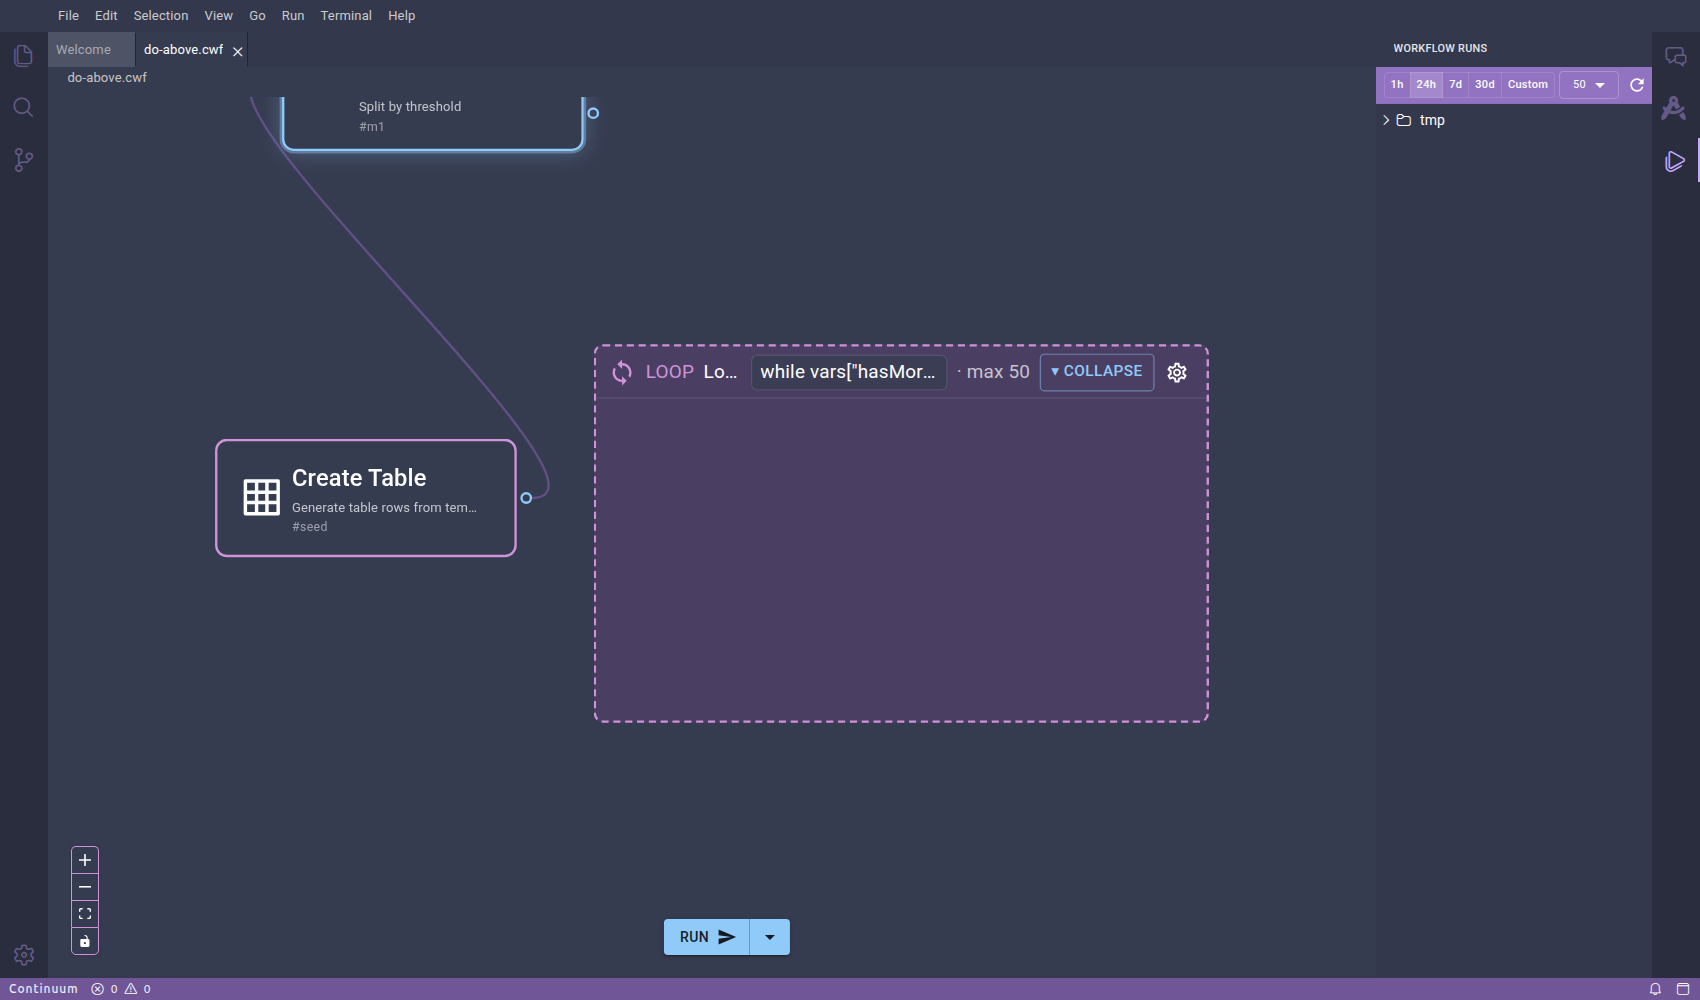 File Edit Selection View Go Run Terminal Help
Welcome do-above.cwf
do-above.cwf
WORKFLOW RUNS
1h 24h 7d 30d Custom 50
tmp
Split by threshold
#m1
LOOP Lo... while vars["hasMor... · max 50 ▾ COLLAPSE
Create Table
Generate table rows from tem...
#seed
RUN
Continuum 0 0